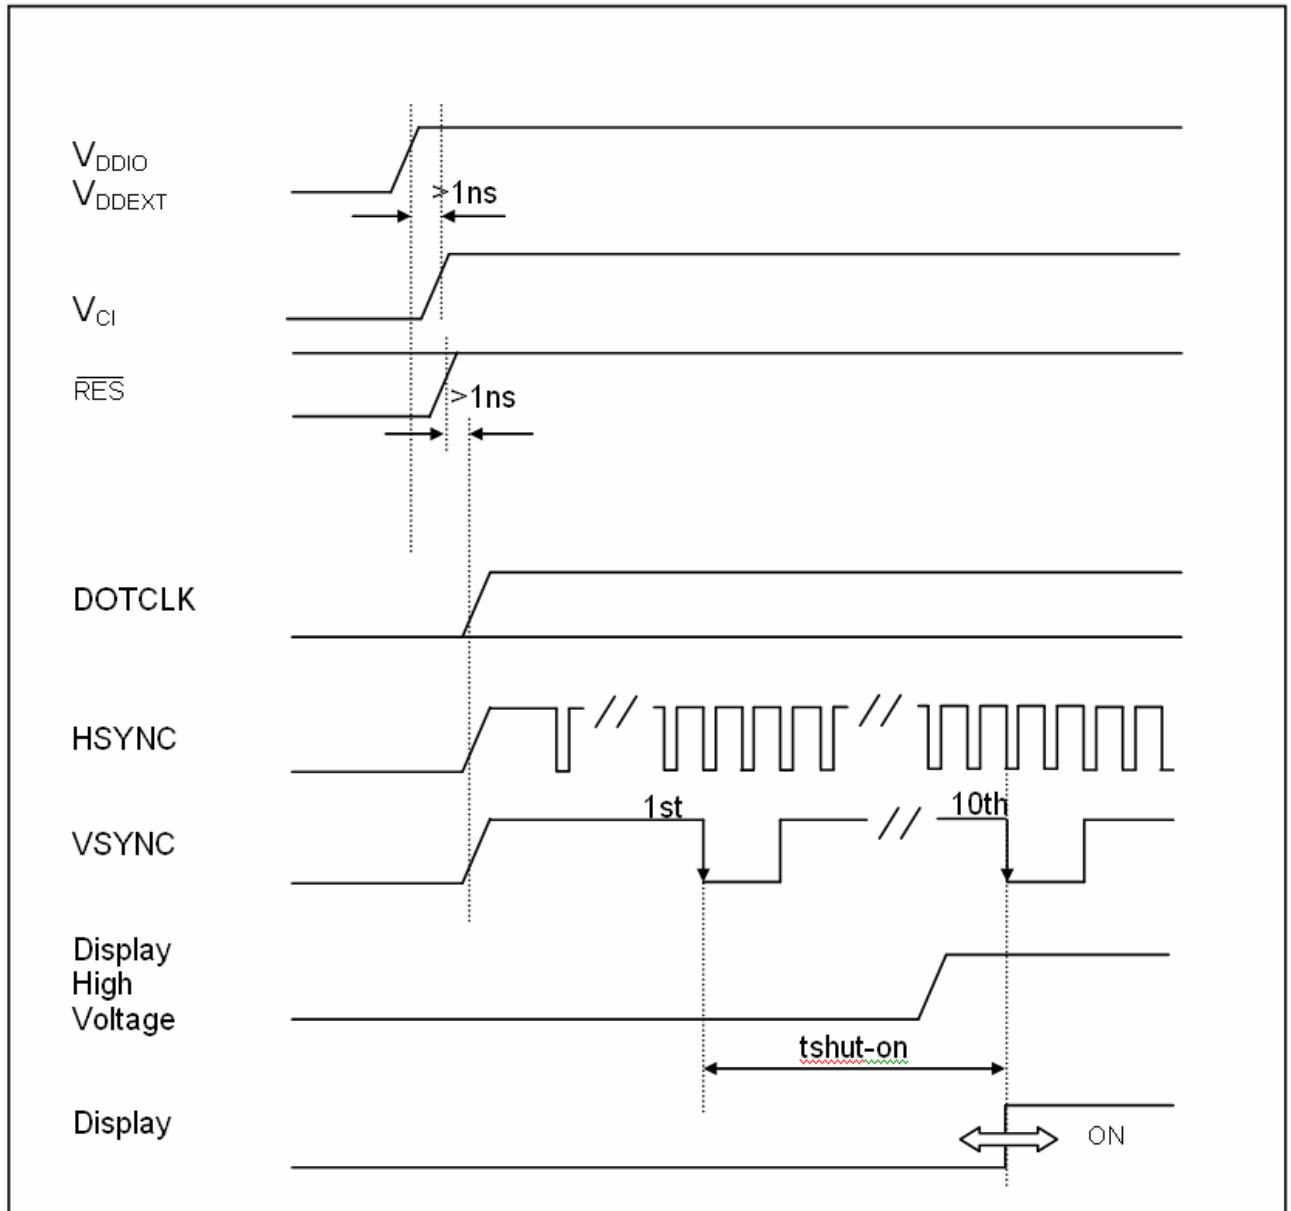 VDDIO
VDDEXT
>1ns
VCI
RES
>1ns
DOTCLK
HSYNC
1st
10th
VSYNC
Display
High
Voltage
tshut-on
Display
ON